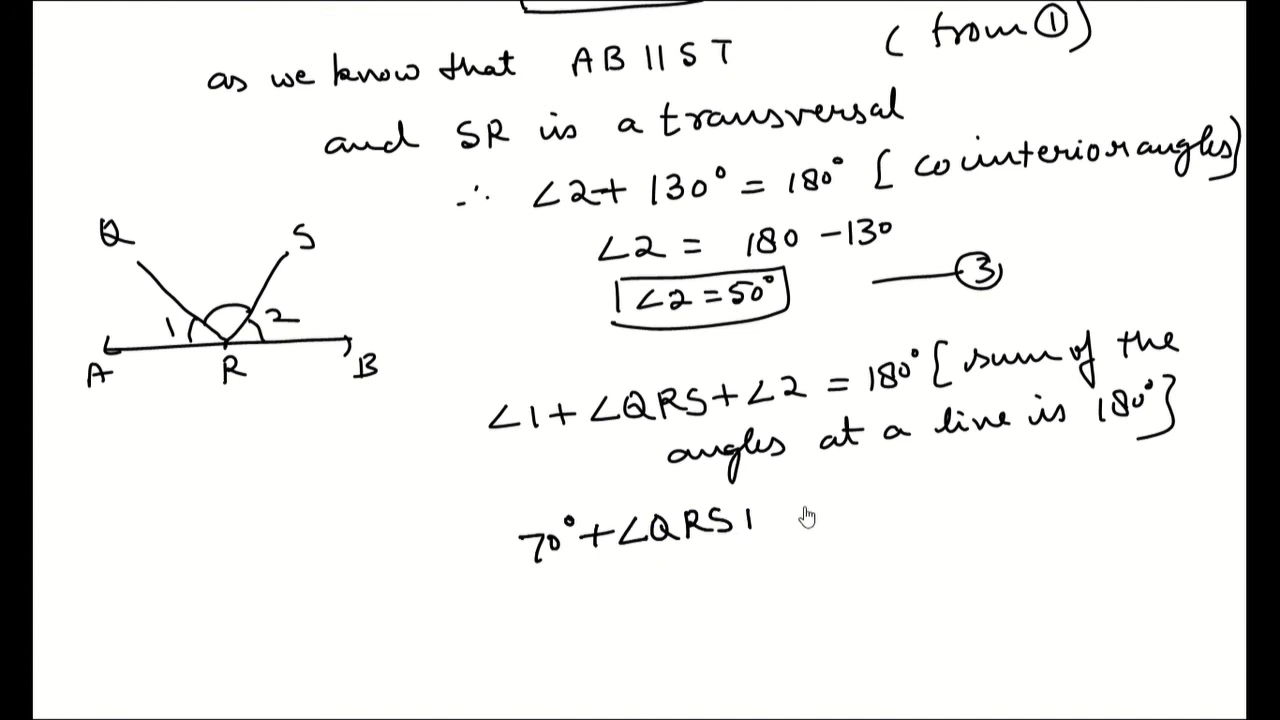 ( from ①)
as we know that AB || ST
and SR is a transversal
∴ ∠2+ 130° = 180° [ cointerior angles)
∠2 = 180 -130
∠2 = 50° —— ③
Q S
1 2
A R B
∠1 + ∠QRS + ∠2 = 180° [ sum of the
angles at a line is 180°]
70° + ∠QRS 1